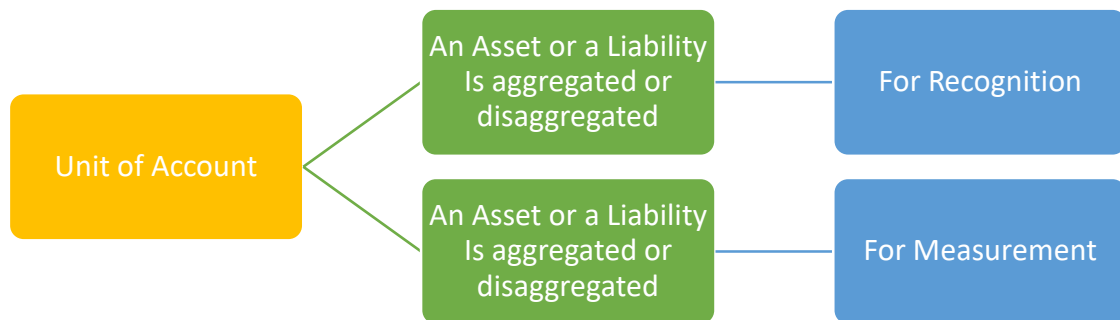 Unit of Account
An Asset or a Liability
Is aggregated or
disaggregated
For Recognition
An Asset or a Liability
Is aggregated or
disaggregated
For Measurement